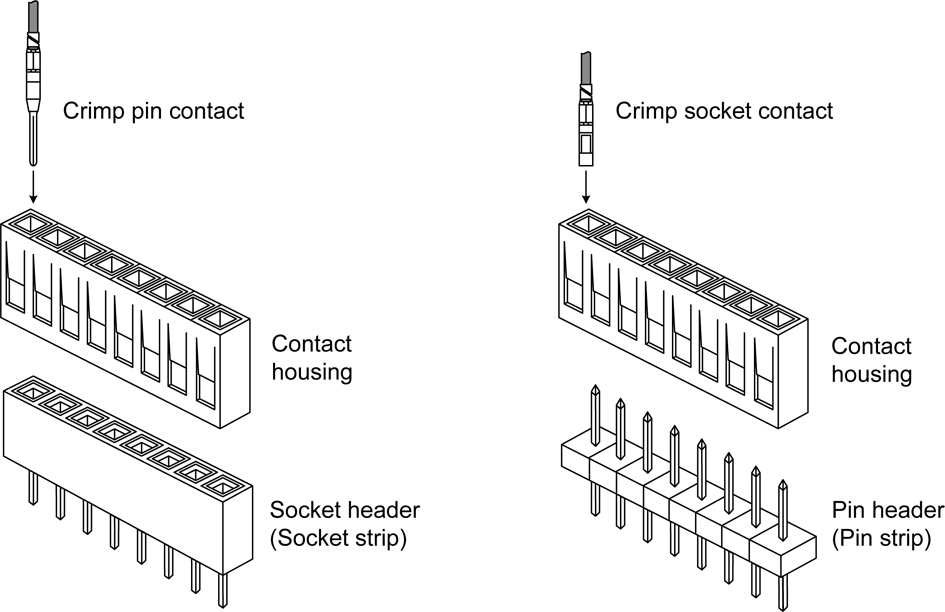 Crimp pin contact
Contact
housing
Socket header
(Socket strip)
Crimp socket contact
Contact
housing
Pin header
(Pin strip)